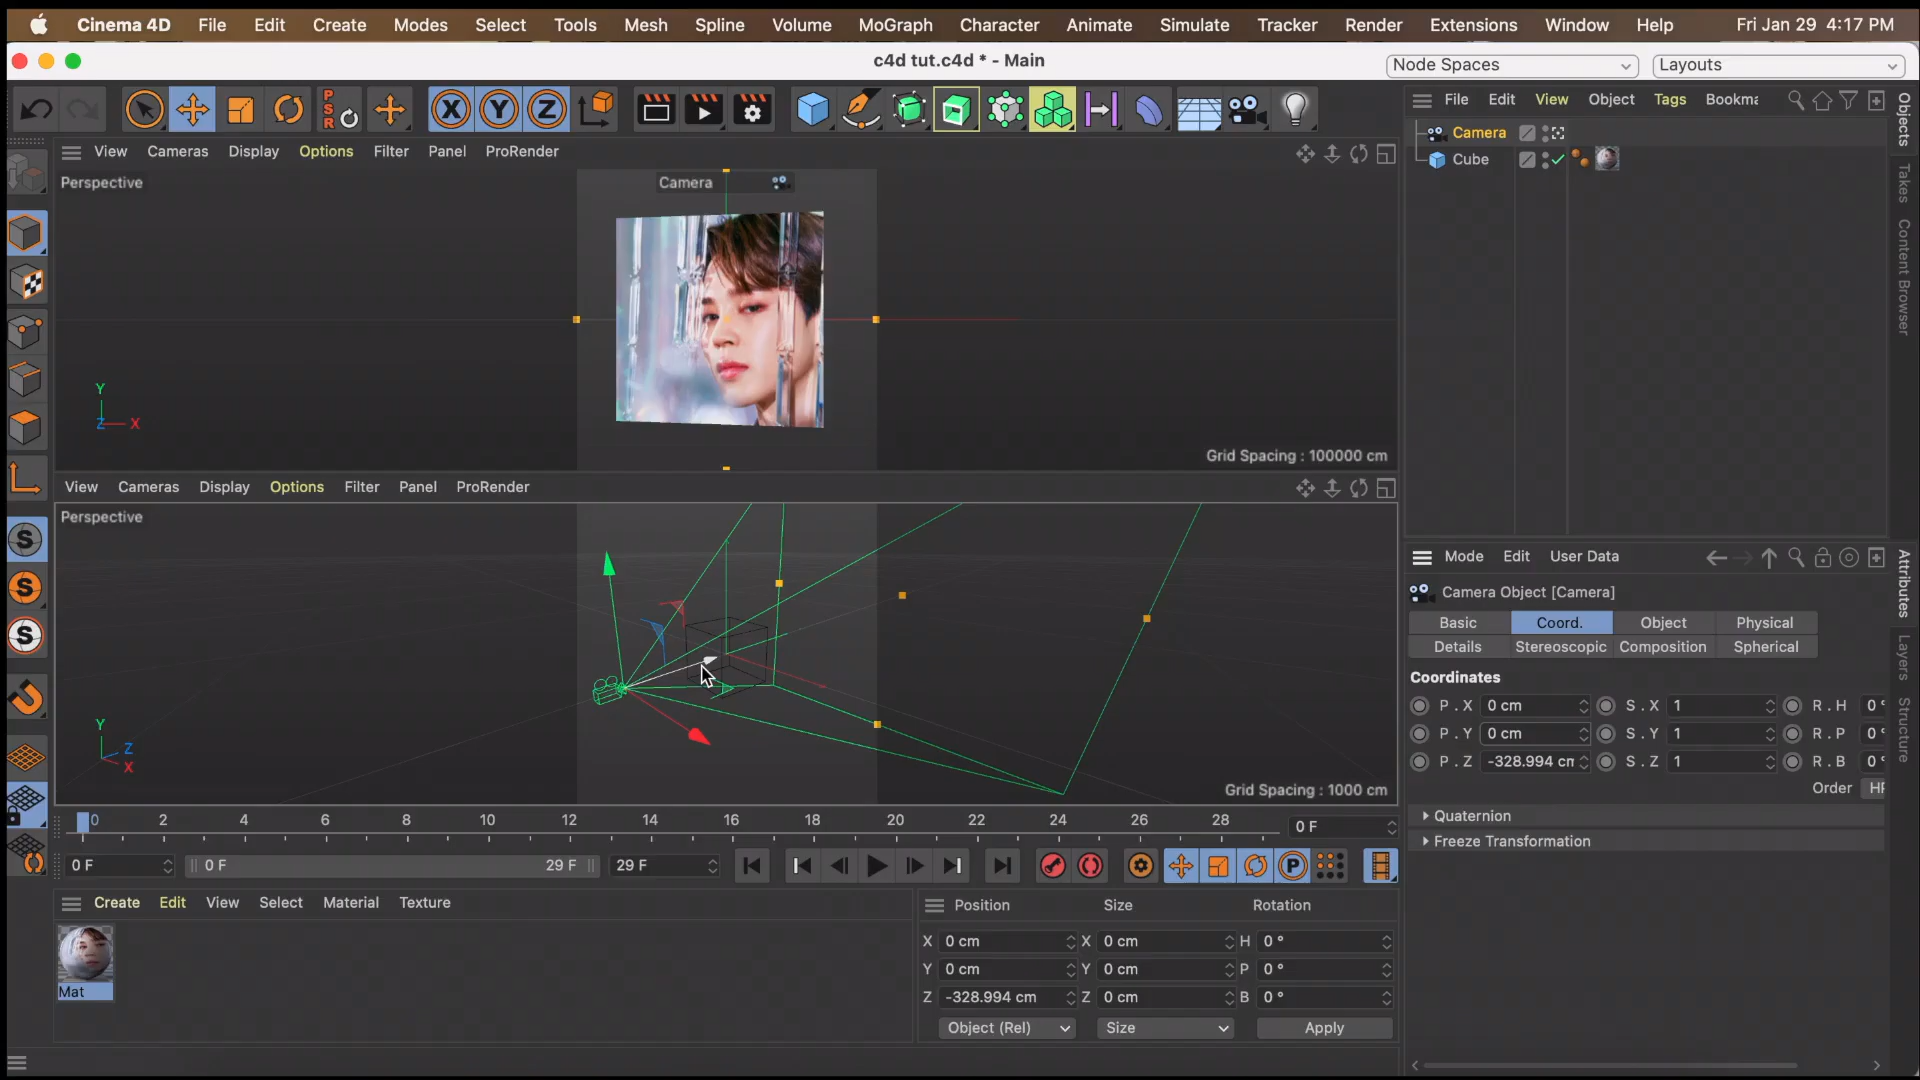 Cinema 4D File Edit Create Modes Select Tools Mesh Spline Volume MoGraph Character Animate Simulate Tracker Render Extensions Window Help Fri Jan 29 4:17 PM
c4d tut.c4d * - Main
Node Spaces Layouts
PSR X Y Z
File Edit View Object Tags Bookma
View Cameras Display Options Filter Panel ProRender
Perspective
Camera
Y
Z X
Grid Spacing : 100000 cm
Camera
Cube
Objects
Takes
Content Browser
View Cameras Display Options Filter Panel ProRender
Perspective
Y
Z
X
Grid Spacing : 1000 cm
S
S
S
Mode Edit User Data
Camera Object [Camera]
Basic Coord. Object Physical
Details Stereoscopic Composition Spherical
Coordinates
P . X 0 cm S . X 1 R . H 0°
P . Y 0 cm S . Y 1 R . P 0°
P . Z -328.994 cm S . Z 1 R . B 0°
Order
Quaternion
Freeze Transformation
Attributes
Layers
Structure
0 2 4 6 8 10 12 14 16 18 20 22 24 26 28 0 F
0 F 0 F 29 F 29 F P
Create Edit View Select Material Texture
Mat
Position Size Rotation
X 0 cm X 0 cm H 0 °
Y 0 cm Y 0 cm P 0 °
Z -328.994 cm Z 0 cm B 0 °
Object (Rel) Size Apply